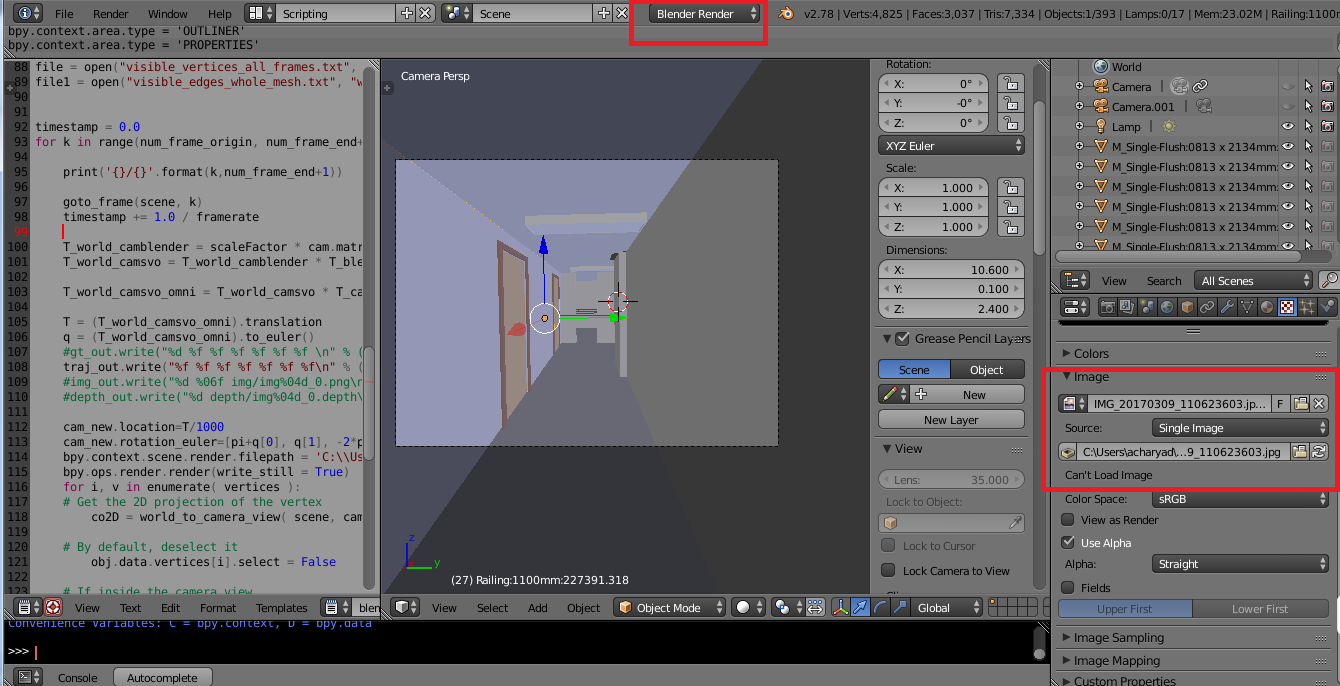 File Render Window Help Scripting Scene Blender Render v2.78 | Verts:4,825 | Faces:3,037 | Tris:7,334 | Objects:1/393 | Lamps:0/17 | Mem:23.02M | Railing:1100m
bpy.context.area.type = 'OUTLINER'
bpy.context.area.type = 'PROPERTIES'
88 file = open("visible_vertices_all_frames.txt",
89 file1 = open("visible_edges_whole_mesh.txt", "w
90
91
92 timestamp = 0.0
93 for k in range(num_frame_origin, num_frame_end+
94
95 print('{}/{}'.format(k,num_frame_end+1))
96
97 goto_frame(scene, k)
98 timestamp += 1.0 / framerate
99
100 T_world_camblender = scaleFactor * cam.matr
101 T_world_camsvo = T_world_camblender * T_ble
102
103 T_world_camsvo_omni = T_world_camsvo * T_ca
104
105 T = (T_world_camsvo_omni).translation
106 q = (T_world_camsvo_omni).to_euler()
107 #gt_out.write("%d %f %f %f %f %f %f \n" % (
108 traj_out.write("%f %f %f %f %f %f\n" % (
109 #img_out.write("%d %06f img/img%04d_0.png\n
110 #depth_out.write("%d depth/img%04d_0.depth\
111
112 cam_new.location=T/1000
113 cam_new.rotation_euler=[pi+q[0], q[1], -2*p
114 bpy.context.scene.render.filepath = 'C:\\Us
115 bpy.ops.render.render(write_still = True)
116 for i, v in enumerate( vertices ):
117 # Get the 2D projection of the vertex
118 co2D = world_to_camera_view( scene, cam
119
120 # By default, deselect it
121 obj.data.vertices[i].select = False
122
123 # If inside the camera view
View Text Edit Format Templates blen
Camera Persp
z
y
(27) Railing:1100mm:227391.318
View Select Add Object Object Mode Global
Rotation:
X: 0°
Y: -0°
Z: 0°
XYZ Euler
Scale:
X: 1.000
Y: 1.000
Z: 1.000
Dimensions:
X: 10.600
Y: 0.100
Z: 2.400
Grease Pencil Layers
Scene Object
New
New Layer
View
Lens: 35.000
Lock to Object:
Lock to Cursor
Lock Camera to View
World
Camera
Camera.001
Lamp
M_Single-Flush:0813 x 2134mm:
M_Single-Flush:0813 x 2134mm:
M_Single-Flush:0813 x 2134mm:
M_Single-Flush:0813 x 2134mm:
M_Single-Flush:0813 x 2134mm:
M_Single-Flush:0813 x 2134mm:
View Search All Scenes
Colors
Image
IMG_20170309_110623603.jp... F
Source: Single Image
C:\Users\acharyad\...9_110623603.jpg
Can't Load Image
Color Space: sRGB
View as Render
Use Alpha
Alpha: Straight
Fields
Upper First Lower First
Image Sampling
Image Mapping
Custom Properties
Convenience Variables: C = bpy.context, D = bpy.data
>>>
Console Autocomplete